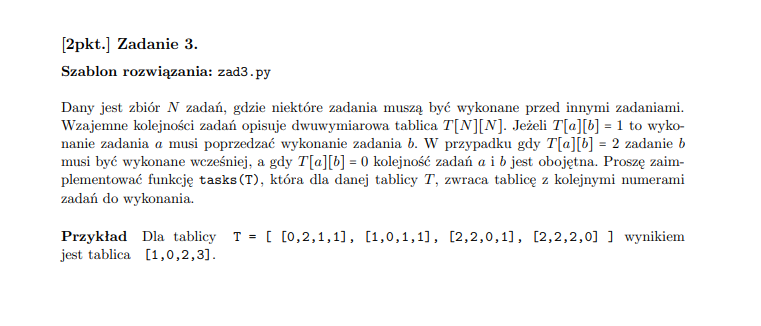 [2pkt.] Zadanie 3.
Szablon rozwiązania: zad3.py
Dany jest zbiór N zadań, gdzie niektóre zadania muszą być wykonane przed innymi zadaniami.
Wzajemne kolejności zadań opisuje dwuwymiarowa tablica T[N][N]. Jeżeli T[a][b] = 1 to wyko-
nanie zadania a musi poprzedzać wykonanie zadania b. W przypadku gdy T[a][b] = 2 zadanie b
musi być wykonane wcześniej, a gdy T[a][b] = 0 kolejność zadań a i b jest obojętna. Proszę zaim-
plementować funkcję tasks(T), która dla danej tablicy T, zwraca tablicę z kolejnymi numerami
zadań do wykonania.
Przykład Dla tablicy T = [ [0,2,1,1], [1,0,1,1], [2,2,0,1], [2,2,2,0] ] wynikiem
jest tablica [1,0,2,3].